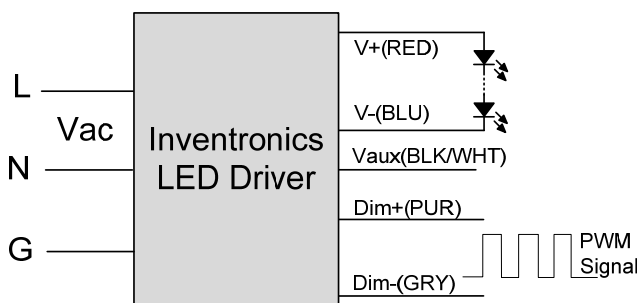 L
Vac
N
G
Inventronics
LED Driver
V+(RED)
V-(BLU)
Vaux(BLK/WHT)
Dim+(PUR)
Dim-(GRY)
PWM
Signal